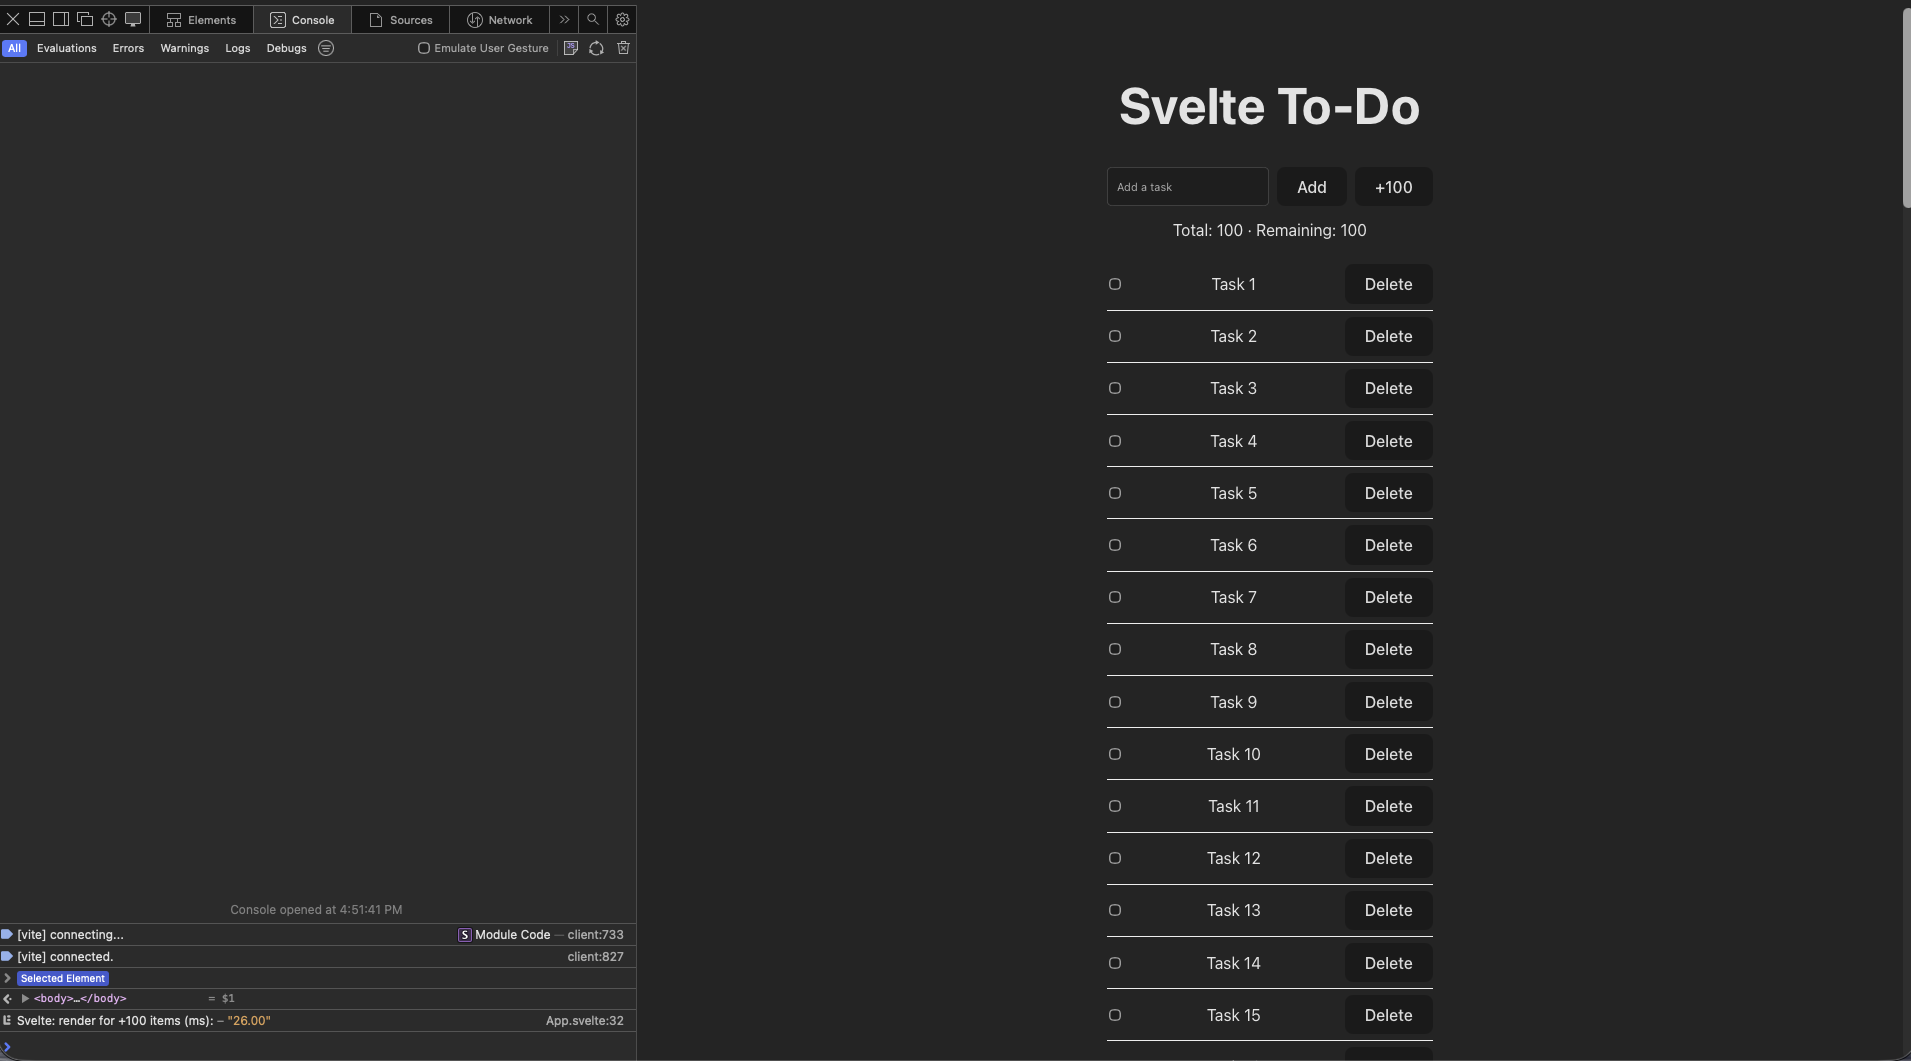 Elements
Console
Sources
Network
All
Evaluations
Errors
Warnings
Logs
Debugs
Emulate User Gesture
Console opened at 4:51:41 PM
[vite] connecting...
S Module Code — client:733
[vite] connected.
client:827
Selected Element
<body>…</body> = $1
Svelte: render for +100 items (ms): – "26.00"
App.svelte:32
Svelte To-Do
Add a task
Add
+100
Total: 100 · Remaining: 100
Task 1
Delete
Task 2
Delete
Task 3
Delete
Task 4
Delete
Task 5
Delete
Task 6
Delete
Task 7
Delete
Task 8
Delete
Task 9
Delete
Task 10
Delete
Task 11
Delete
Task 12
Delete
Task 13
Delete
Task 14
Delete
Task 15
Delete